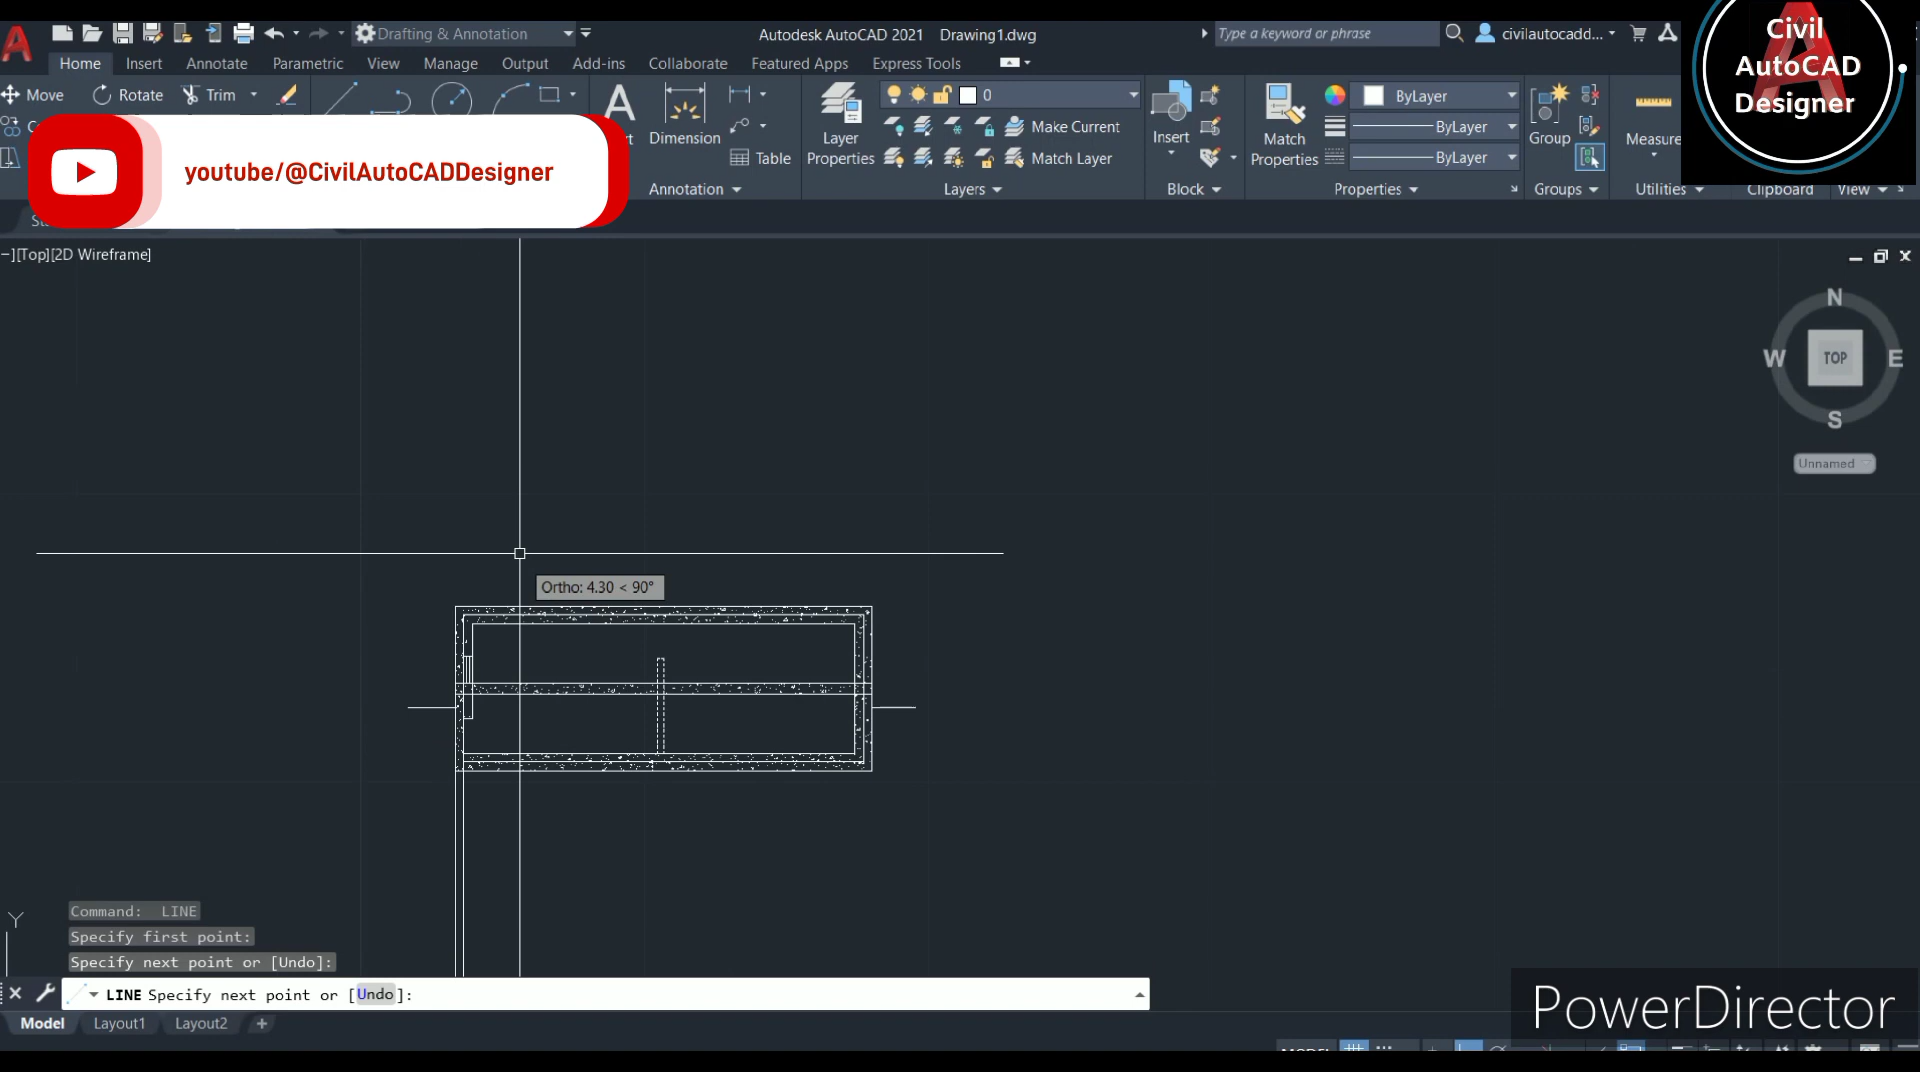 Drafting & Annotation
Autodesk AutoCAD 2021 Drawing1.dwg
Type a keyword or phrase
civilautocadd...
Civil
AutoCAD
Designer
Home Insert Annotate Parametric View Manage Output Add-ins Collaborate Featured Apps Express Tools
Move Rotate Trim
0
ByLayer
Make Current
ByLayer
Dimension
Layer
Properties
Table
Match Layer
Insert
Match
Properties
ByLayer
Group
Measure
youtube/@CivilAutoCADDesigner
Annotation Layers Block Properties Groups Utilities Clipboard View
−][Top][2D Wireframe]
N
W TOP E
S
Unnamed
Ortho: 4.30 < 90°
Y
Command: LINE
Specify first point:
Specify next point or [Undo]:
LINE Specify next point or [Undo]:
Model Layout1 Layout2 +
PowerDirector